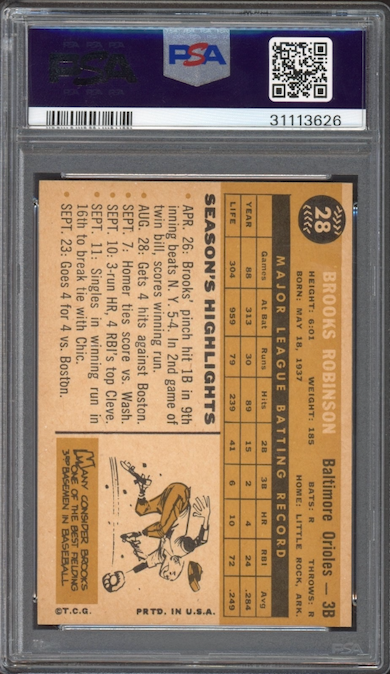 PSA
PSA
31113626
28
BROOKS ROBINSON
Baltimore Orioles — 3B
HEIGHT: 6:01 WEIGHT: 185 BATS: R THROWS: R
BORN: MAY 18, 1937 HOME: LITTLE ROCK, ARK.
MAJOR LEAGUE BATTING RECORD
Games At Bat Runs Hits 2B 3B HR RBI Avg
YEAR 88 313 30 89 15 2 4 24 .284
LIFE 304 959 79 239 41 6 10 72 .249
SEASON'S HIGHLIGHTS
• APR. 26: Brooks' pinch hit 1B in 9th
inning beats N. Y. 5-4. In 2nd game of
twin bill scores winning run.
• AUG. 28: Gets 4 hits against Boston.
• SEPT. 7: Homer ties score vs. Wash.
• SEPT. 10: 3-run HR, 4 RBI's top Cleve.
• SEPT. 11: Singles in winning run in
16th to break tie with Chic.
• SEPT. 23: Goes 4 for 4 vs. Boston.
MANY CONSIDER BROOKS
ONE OF THE BEST FIELDING
3RD BASEMEN IN BASEBALL
©T.C.G. PRTD. IN U.S.A.
PSA